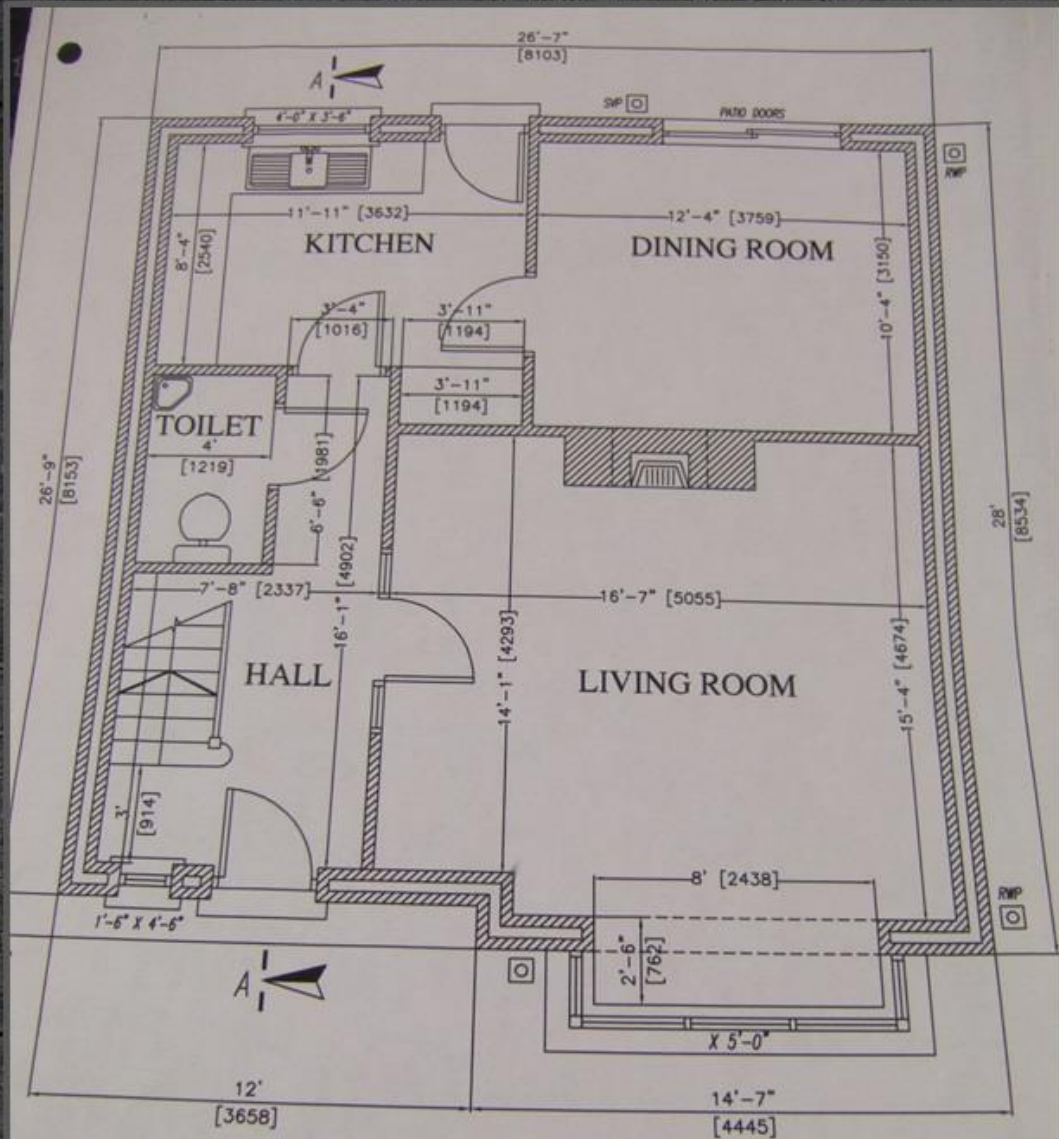 26'-7"
[8103]
A
4'-0" X 3'-6"
SVP
PATIO DOORS
RWP
11'-11" [3632]
12'-4" [3759]
KITCHEN
DINING ROOM
8'-4"
[2540]
10'-4" [3150]
3'-4"
[1016]
3'-11"
[1194]
3'-11"
[1194]
TOILET
4'
[1219]
6'-6" [1981]
26'-9"
[8153]
28'
[8534]
7'-8" [2337]
16'-1" [4902]
16'-7" [5055]
14'-1" [4293]
15'-4" [4674]
HALL
LIVING ROOM
3'
[914]
8' [2438]
2'-6"
[762]
RWP
1'-6" X 4'-6"
A
X 5'-0"
12'
[3658]
14'-7"
[4445]